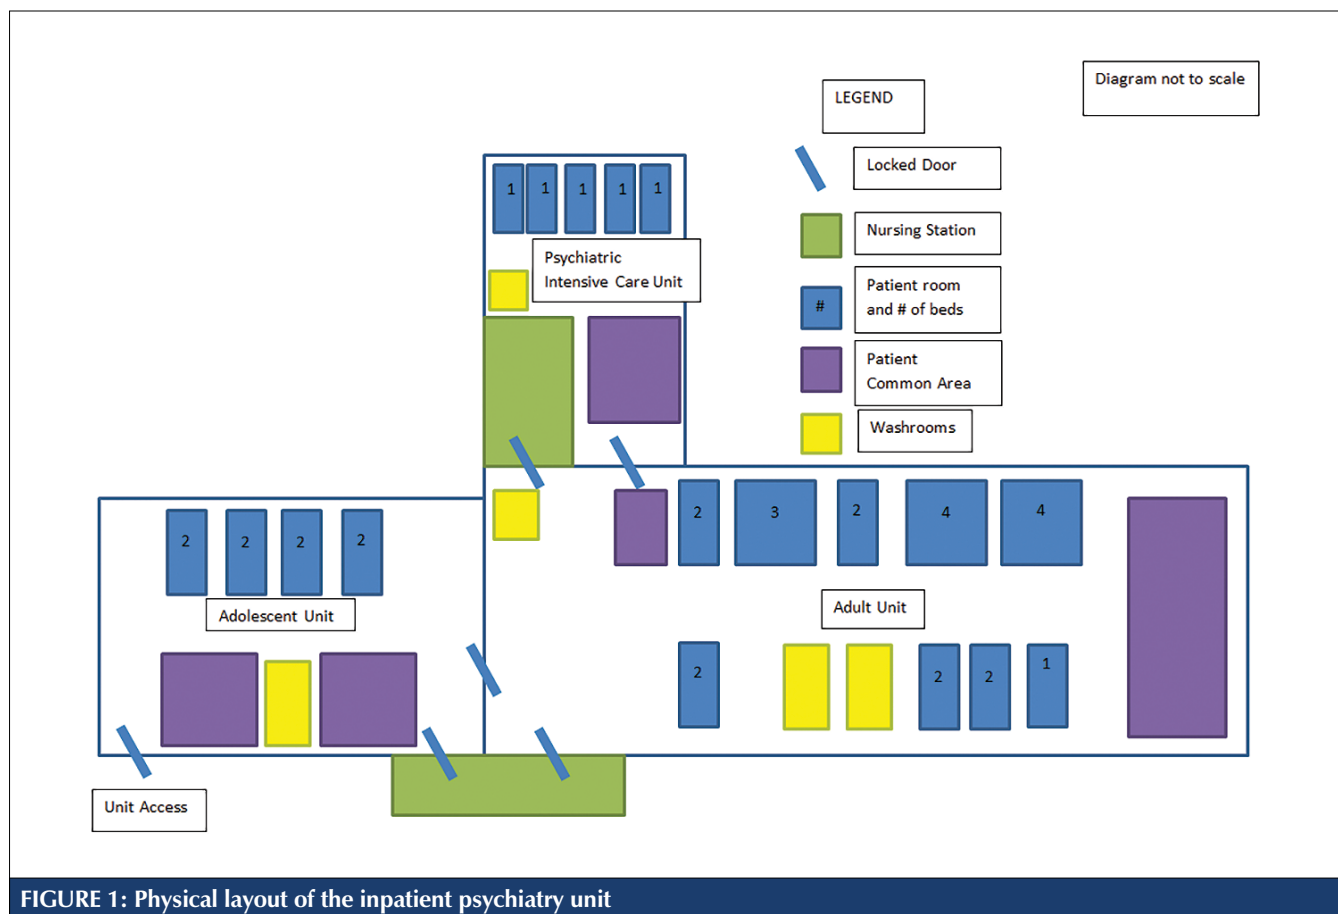 Diagram not to scale
LEGEND
Locked Door
Nursing Station
#
Patient room
and # of beds
Patient
Common Area
Washrooms
1 1 1 1 1
Psychiatric
Intensive Care Unit
2 3 2 4 4
2 2 2 2
Adolescent Unit
Adult Unit
2 2 2 1
Unit Access
FIGURE 1: Physical layout of the inpatient psychiatry unit